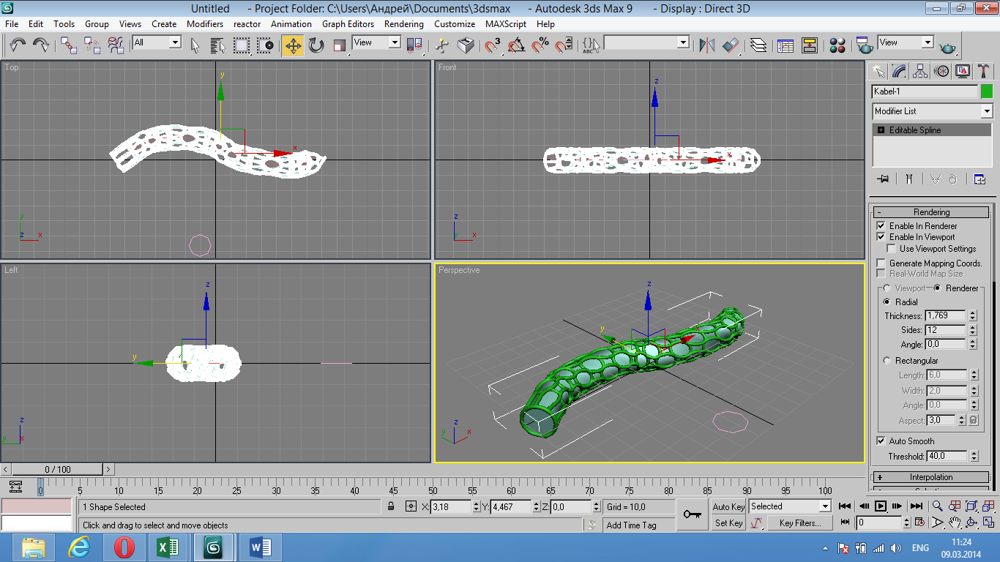 Untitled - Project Folder: C:\Users\Андрей\Documents\3dsmax - Autodesk 3ds Max 9 - Display : Direct 3D
File Edit Tools Group Views Create Modifiers reactor Animation Graph Editors Rendering Customize MAXScript Help
All View 3 % {} ABC View
Top
y
x
y
z x
Front
z
x
z
y x
Left
z
y
z
y x
Perspective
z
y
z
y x
Kabel-1
Modifier List
Editable Spline
- Rendering
Enable In Renderer
Enable In Viewport
Use Viewport Settings
Generate Mapping Coords.
Real-World Map Size
Viewport Renderer
Radial
Thickness: 1,769
Sides: 12
Angle: 0,0
Rectangular
Length: 6,0
Width: 2,0
Angle: 0,0
Aspect: 3,0
Auto Smooth
Threshold: 40,0
+ Interpolation
< 0 / 100 >
0 5 10 15 20 25 30 35 40 45 50 55 60 65 70 75 80 85 90 95 100
1 Shape Selected X: 3,18 Y: 4,467 Z: 0,0 Grid = 10,0 Auto Key Selected
Click and drag to select and move objects Add Time Tag Set Key Key Filters... 0
ENG
11:24
09.03.2014